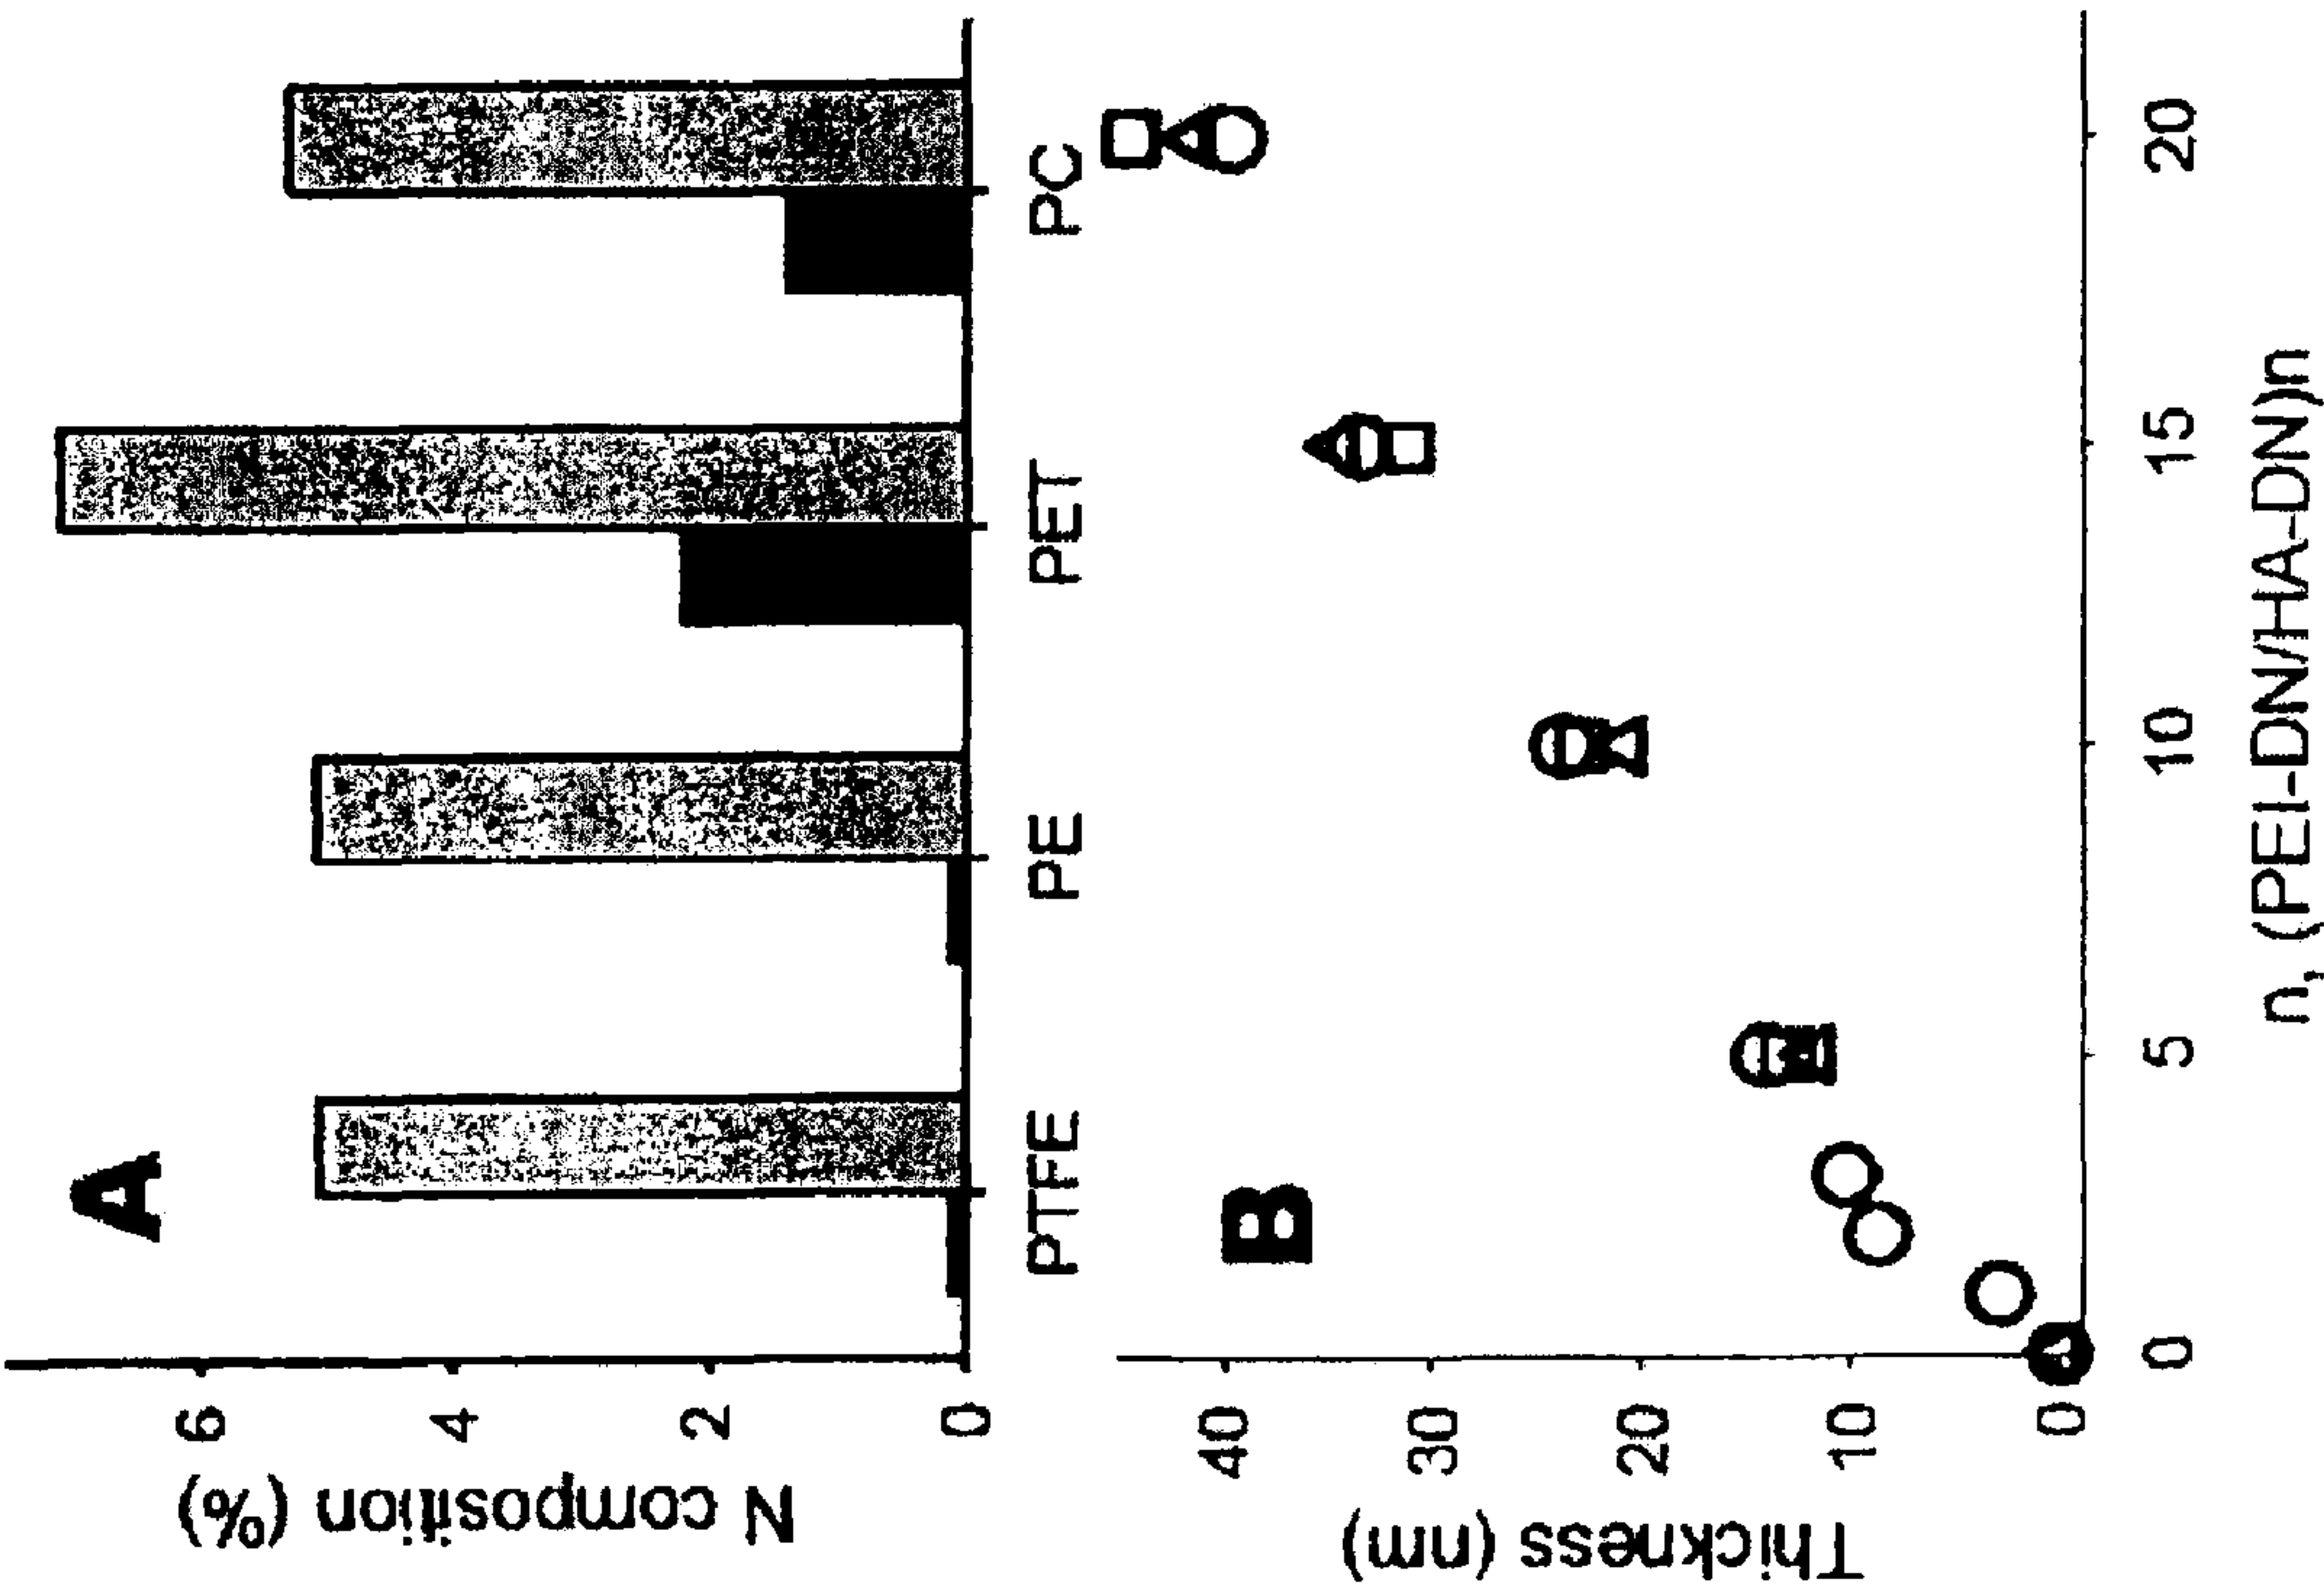 A
N composition (%)
6
4
2
0
PTFE
PE
PET
PC
B
Thickness (nm)
40
30
20
10
0
0
5
10
15
20
n, (PEI-DN/HA-DN)n